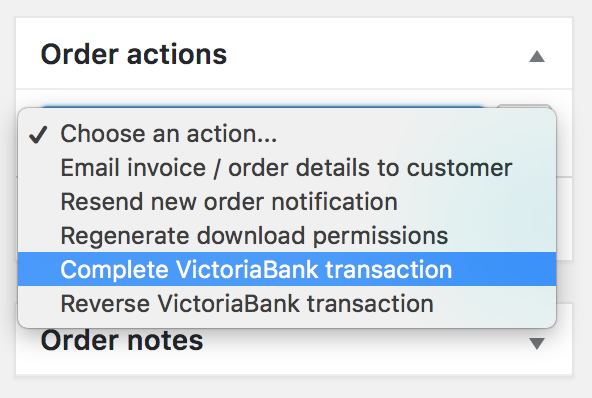 Order actions
Choose an action...
Email invoice / order details to customer
Resend new order notification
Regenerate download permissions
Complete VictoriaBank transaction
Reverse VictoriaBank transaction
Order notes